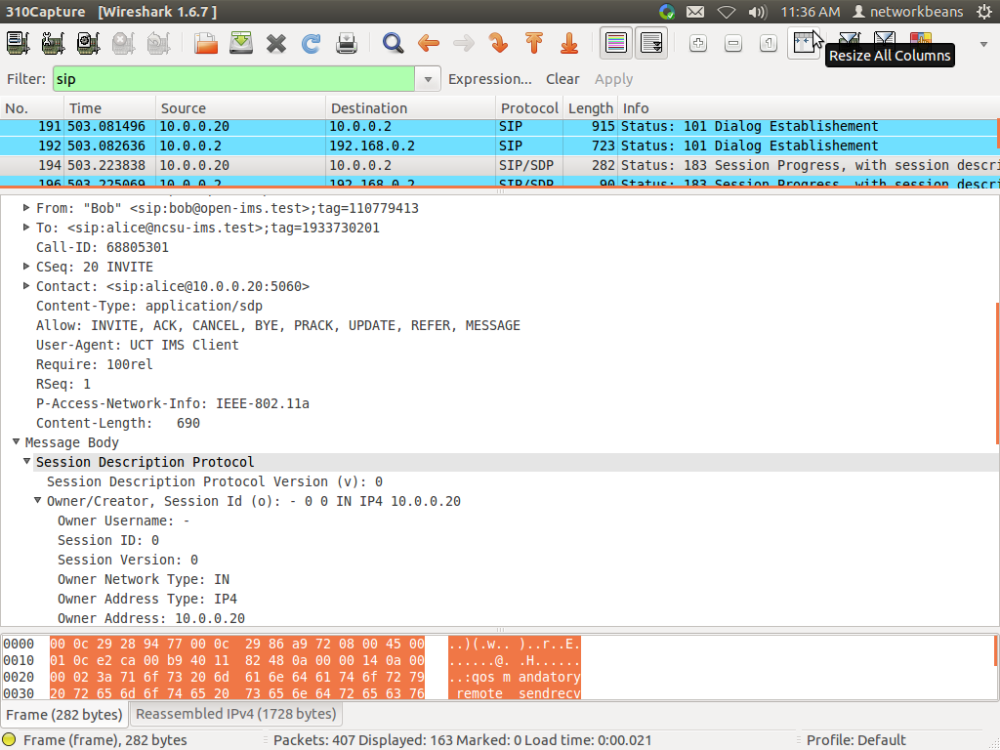 310Capture [Wireshark 1.6.7 ] 11:36 AM networkbeans
Resize All Columns
Filter: sip Expression... Clear Apply
No. Time Source Destination Protocol Length Info
191 503.081496 10.0.0.20 10.0.0.2 SIP 915 Status: 101 Dialog Establishement
192 503.082636 10.0.0.2 192.168.0.2 SIP 723 Status: 101 Dialog Establishement
194 503.223838 10.0.0.20 10.0.0.2 SIP/SDP 282 Status: 183 Session Progress, with session descri
196 503.225069 10.0.0.2 192.168.0.2 SIP/SDP 90 Status: 183 Session Progress, with session descri
From: "Bob" <sip:bob@open-ims.test>;tag=110779413
To: <sip:alice@ncsu-ims.test>;tag=1933730201
Call-ID: 68805301
CSeq: 20 INVITE
Contact: <sip:alice@10.0.0.20:5060>
Content-Type: application/sdp
Allow: INVITE, ACK, CANCEL, BYE, PRACK, UPDATE, REFER, MESSAGE
User-Agent: UCT IMS Client
Require: 100rel
RSeq: 1
P-Access-Network-Info: IEEE-802.11a
Content-Length: 690
Message Body
Session Description Protocol
Session Description Protocol Version (v): 0
Owner/Creator, Session Id (o): - 0 0 IN IP4 10.0.0.20
Owner Username: -
Session ID: 0
Session Version: 0
Owner Network Type: IN
Owner Address Type: IP4
Owner Address: 10.0.0.20
0000 00 0c 29 28 94 77 00 0c 29 86 a9 72 08 00 45 00 ..)(.w.. )..r..E.
0010 01 0c e2 ca 00 b9 40 11 82 48 0a 00 00 14 0a 00 ......@. .H......
0020 00 02 3a 71 6f 73 20 6d 61 6e 64 61 74 6f 72 79 ..:qos m andatory
0030 20 72 65 6d 6f 74 65 20 73 65 6e 64 72 65 63 76 remote sendrecv
Frame (282 bytes) Reassembled IPv4 (1728 bytes)
Frame (frame), 282 bytes Packets: 407 Displayed: 163 Marked: 0 Load time: 0:00.021 Profile: Default